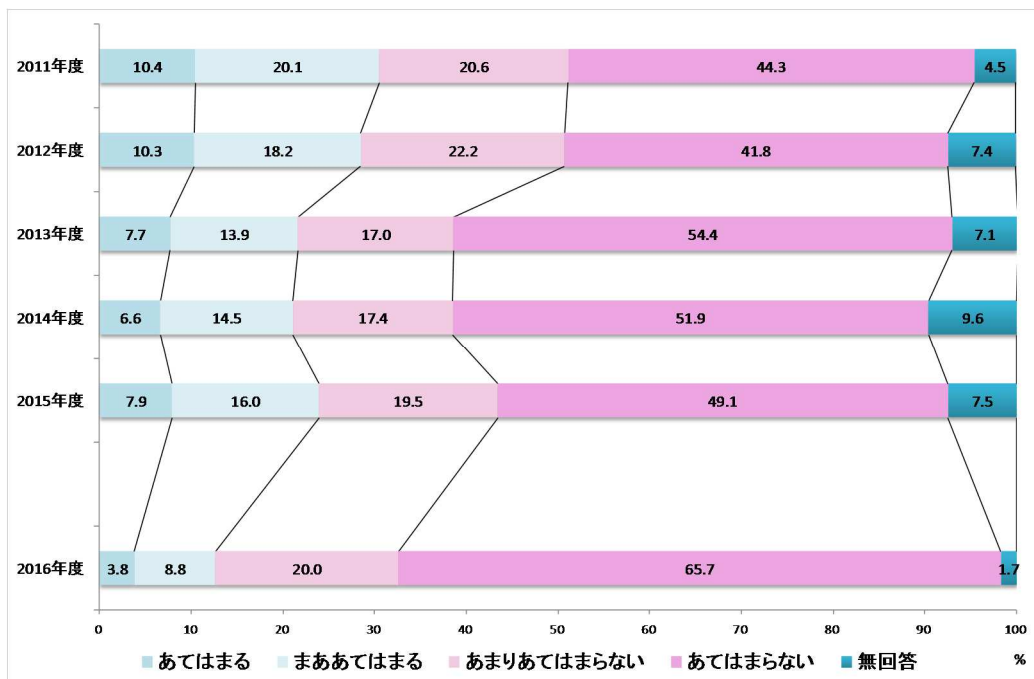 2011年度 10.4 20.1 20.6 44.3 4.5
2012年度 10.3 18.2 22.2 41.8 7.4
2013年度 7.7 13.9 17.0 54.4 7.1
2014年度 6.6 14.5 17.4 51.9 9.6
2015年度 7.9 16.0 19.5 49.1 7.5
2016年度 3.8 8.8 20.0 65.7 1.7
0 10 20 30 40 50 60 70 80 90 100
あてはまる まああてはまる あまりあてはまらない あてはまらない 無回答 %